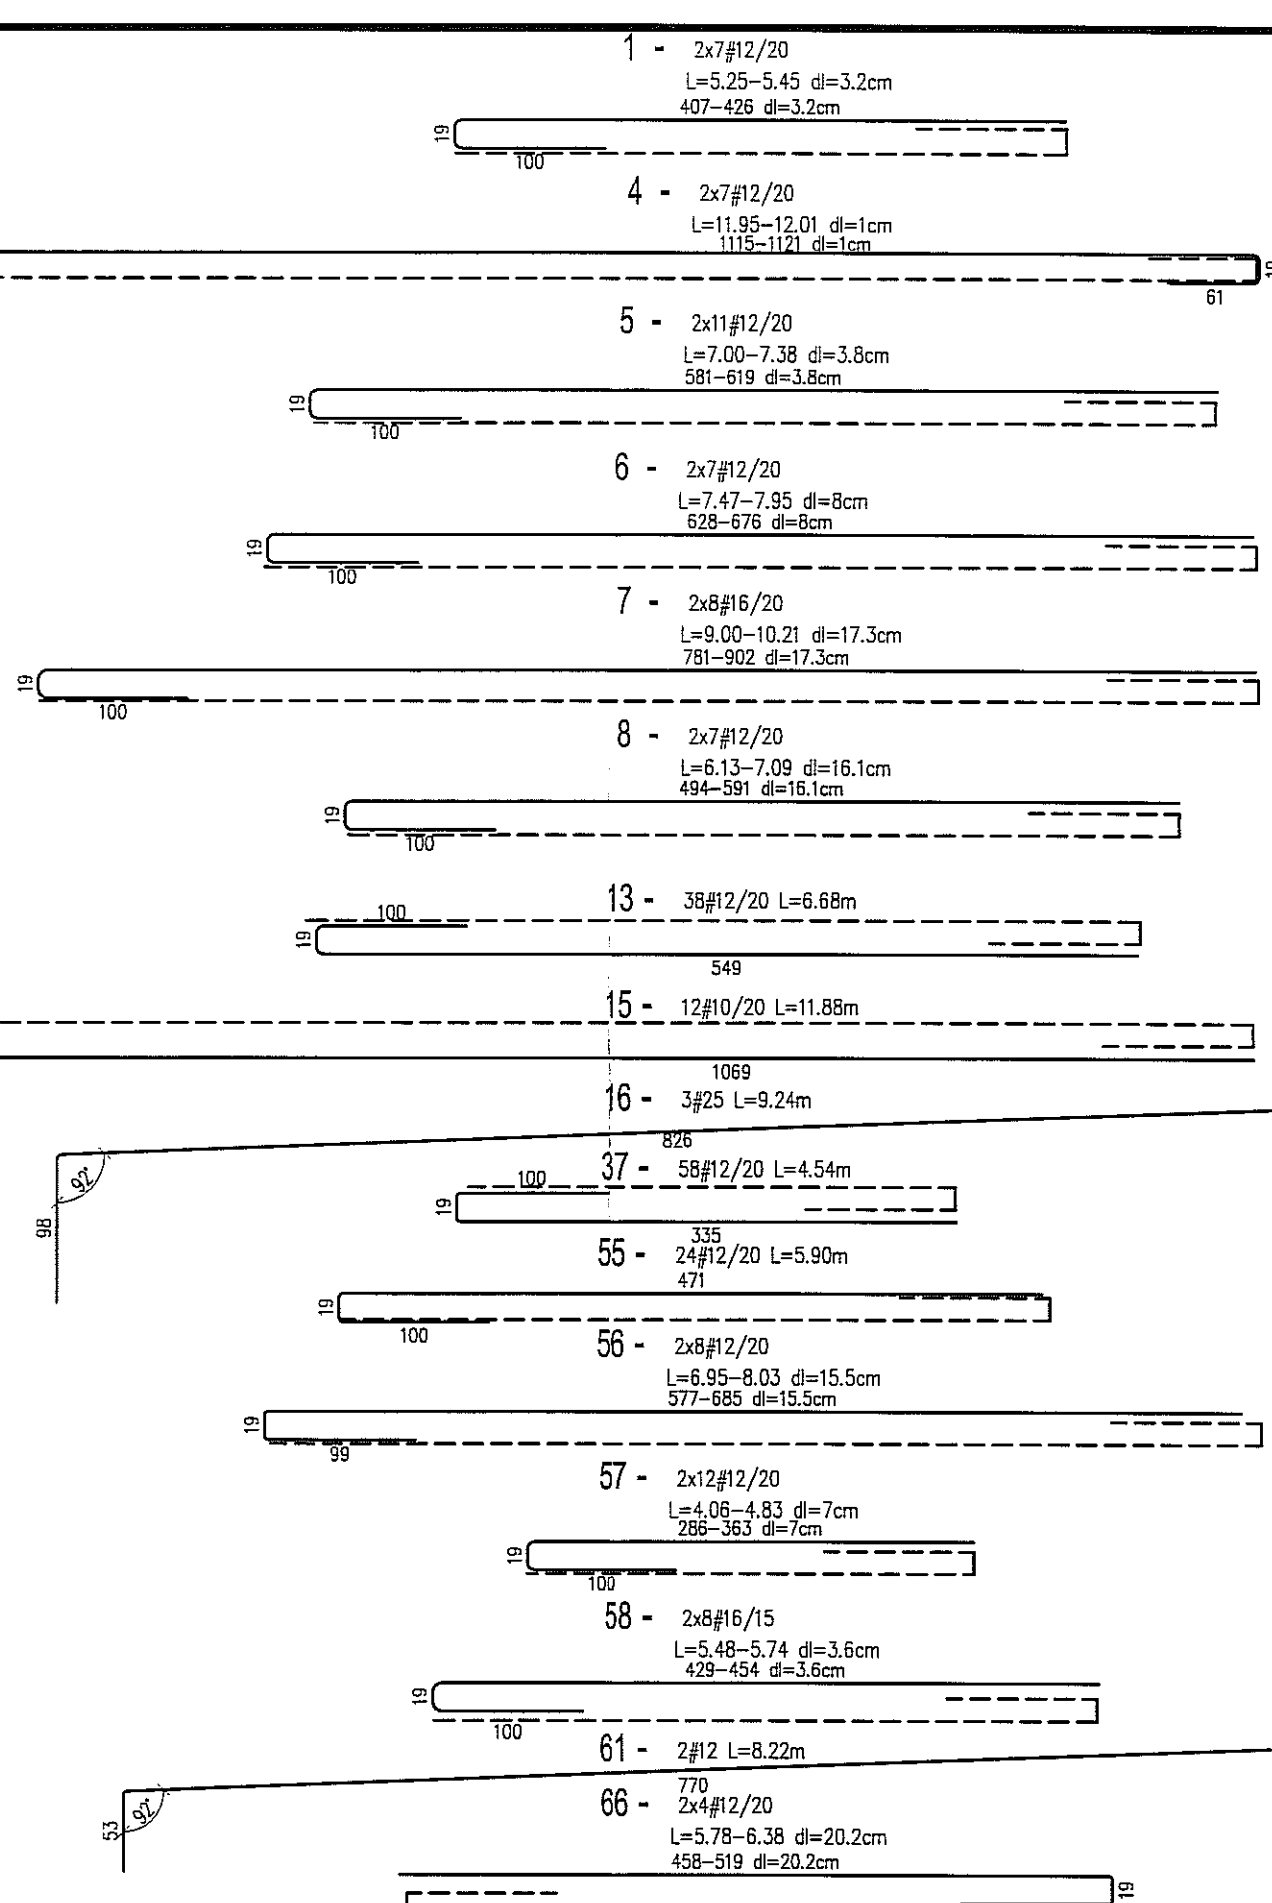 1 - 2x7#12/20
L=5.25-5.45 dl=3.2cm
407-426 dl=3.2cm
19
100
4 - 2x7#12/20
L=11.95-12.01 dl=1cm
1115-1121 dl=1cm
61
5 - 2x11#12/20
L=7.00-7.38 dl=3.8cm
581-619 dl=3.8cm
19
100
6 - 2x7#12/20
L=7.47-7.95 dl=8cm
628-676 dl=8cm
19
100
7 - 2x8#16/20
L=9.00-10.21 dl=17.3cm
781-902 dl=17.3cm
19
100
8 - 2x7#12/20
L=6.13-7.09 dl=16.1cm
494-591 dl=16.1cm
19
100
13 - 38#12/20 L=6.68m
100
19
549
15 - 12#10/20 L=11.88m
1069
16 - 3#25 L=9.24m
826
92°
98
37 - 58#12/20 L=4.54m
100
19
335
55 - 24#12/20 L=5.90m
471
19
100
56 - 2x8#12/20
L=6.95-8.03 dl=15.5cm
577-685 dl=15.5cm
19
99
57 - 2x12#12/20
L=4.06-4.83 dl=7cm
286-363 dl=7cm
19
100
58 - 2x8#16/15
L=5.48-5.74 dl=3.6cm
429-454 dl=3.6cm
19
100
61 - 2#12 L=8.22m
770
92°
53
66 - 2x4#12/20
L=5.78-6.38 dl=20.2cm
458-519 dl=20.2cm
19